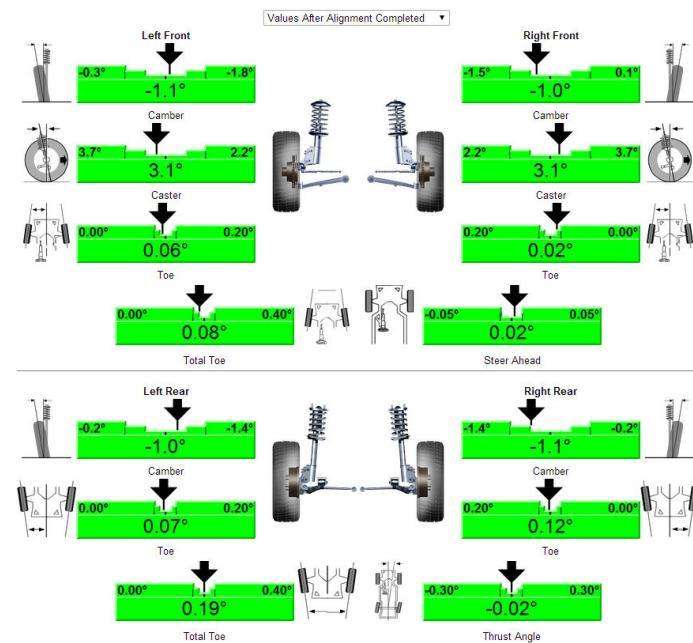 Values After Alignment Completed
Left Front Right Front
-0.3° -1.8° -1.5° 0.1°
-1.1° -1.0°
Camber Camber
3.7° 2.2° 2.2° 3.7°
3.1° 3.1°
Caster Caster
0.00° 0.20° 0.20° 0.00°
0.06° 0.02°
Toe Toe
0.00° 0.40° -0.05° 0.05°
0.08° 0.02°
Total Toe Steer Ahead
Left Rear Right Rear
-0.2° -1.4° -1.4° -0.2°
-1.0° -1.1°
Camber Camber
0.00° 0.20° 0.20° 0.00°
0.07° 0.12°
Toe Toe
0.00° 0.40° -0.30° 0.30°
0.19° -0.02°
Total Toe Thrust Angle